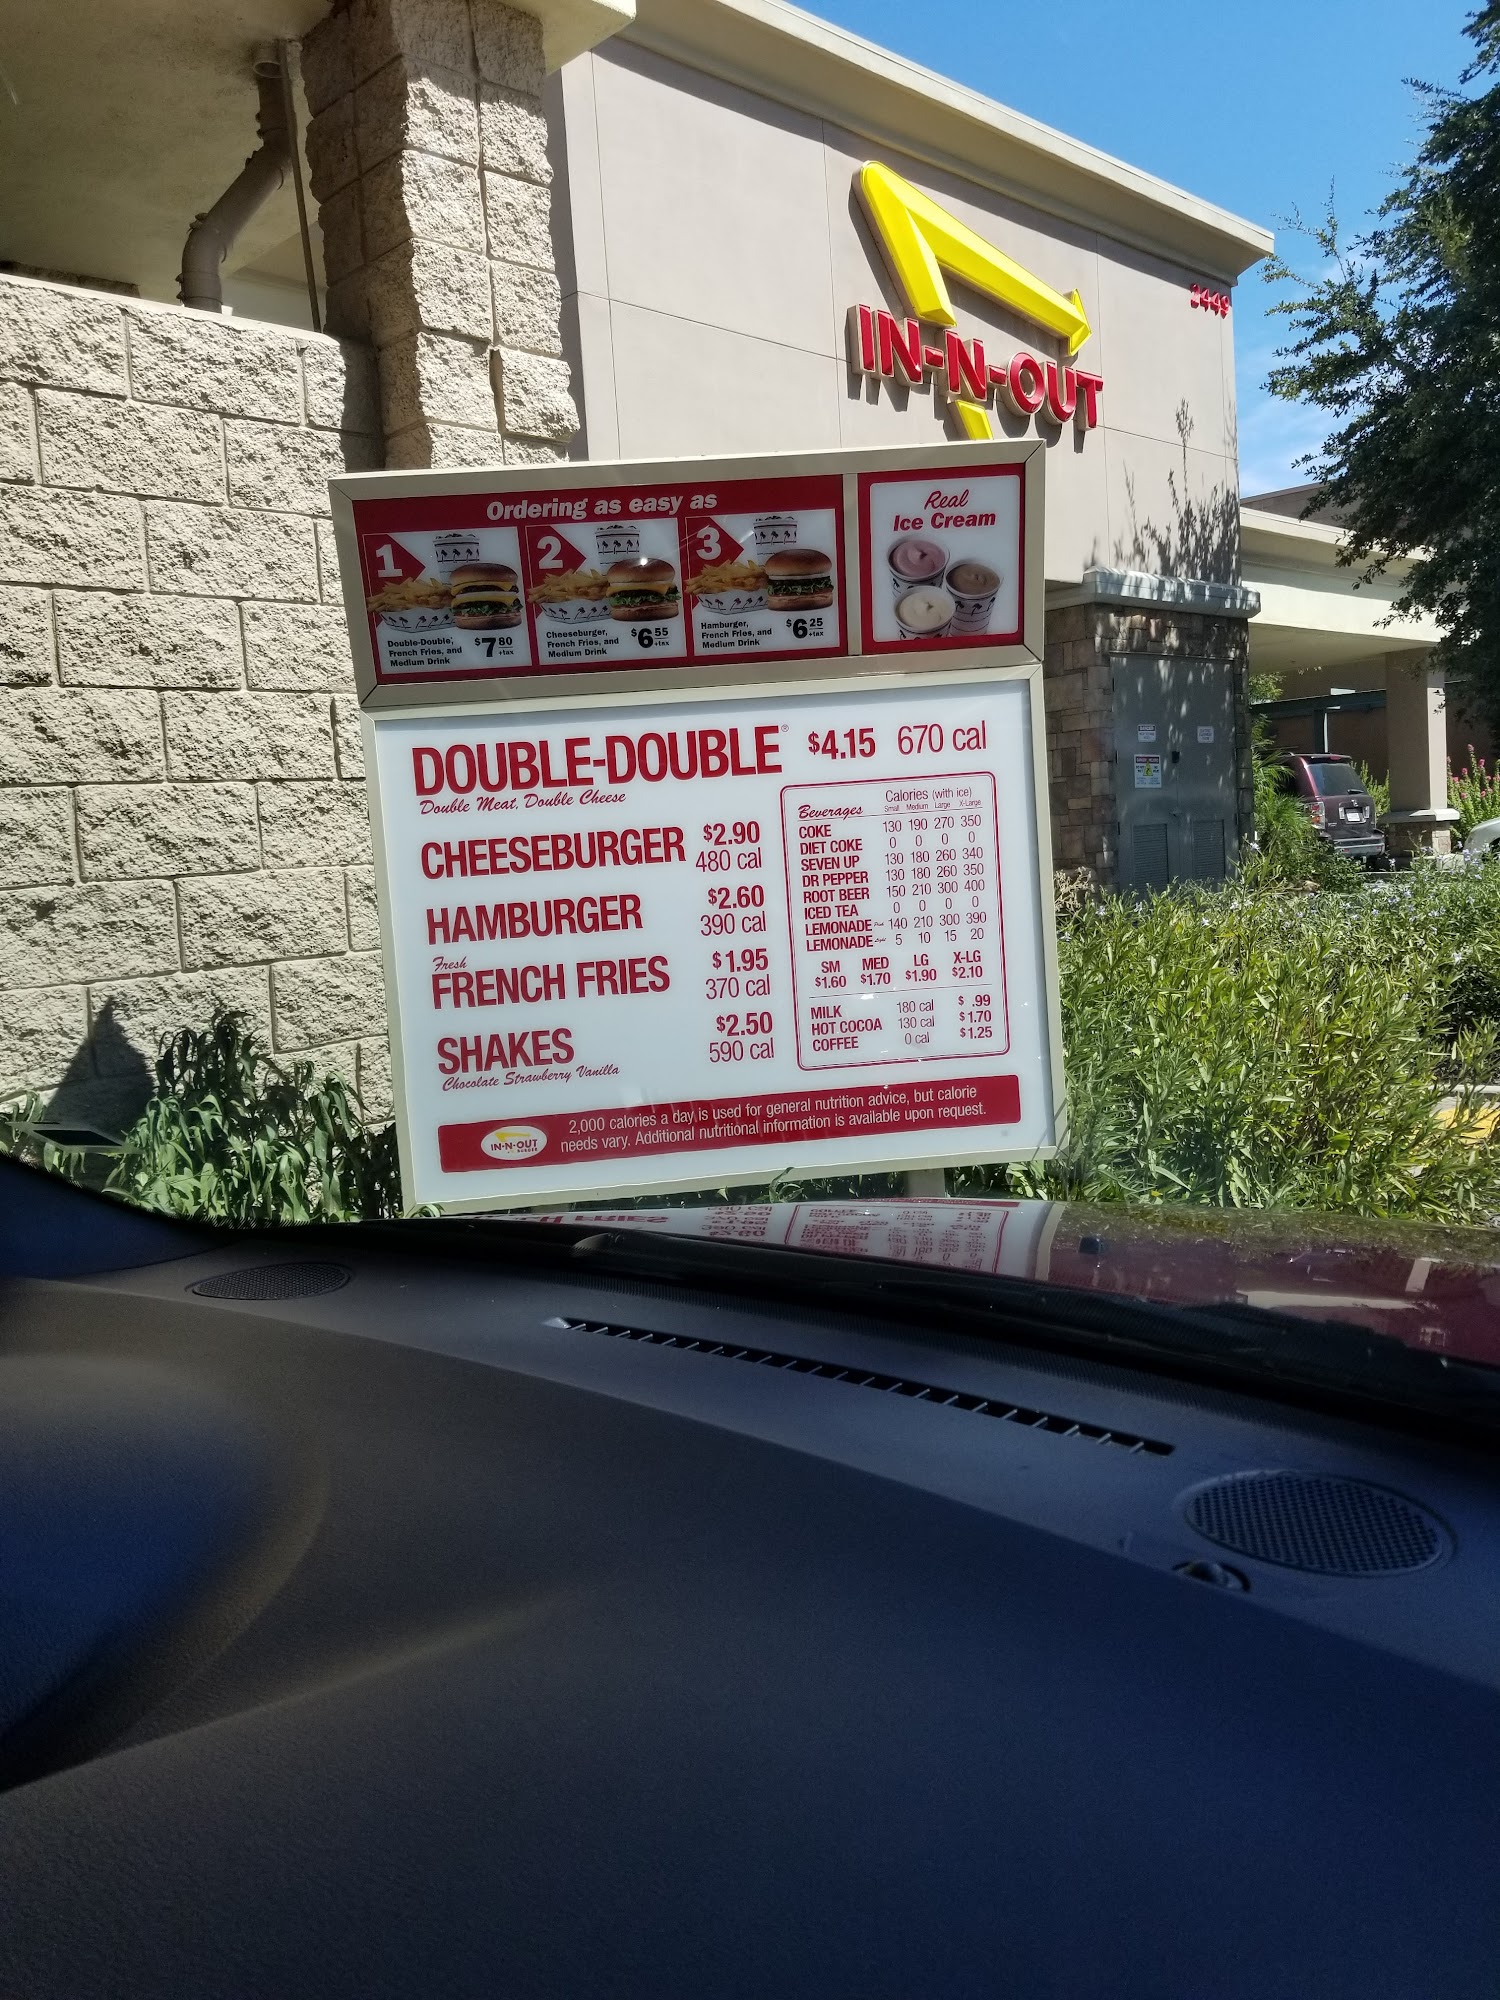 2449
IN-N-OUT
Ordering as easy as
1
Double-Double,
French Fries, and
Medium Drink
$7 80
+tax
2
Cheeseburger,
French Fries, and
Medium Drink
$6 55
+tax
3
Hamburger,
French Fries, and
Medium Drink
$6 25
+tax
Real
Ice Cream
DOUBLE-DOUBLE® $4.15 670 cal
Double Meat, Double Cheese
CHEESEBURGER $2.90
480 cal
HAMBURGER $2.60
390 cal
Fresh
FRENCH FRIES $1.95
370 cal
SHAKES $2.50
590 cal
Chocolate Strawberry Vanilla
Beverages Calories (with ice)
Small Medium Large X-Large
COKE 130 190 270 350
DIET COKE 0 0 0 0
SEVEN UP 130 180 260 340
DR PEPPER 130 180 260 350
ROOT BEER 150 210 300 400
ICED TEA 0 0 0 0
LEMONADE Pink 140 210 300 390
LEMONADE Light 5 10 15 20
SM MED LG X-LG
$1.60 $1.70 $1.90 $2.10
MILK 180 cal $ .99
HOT COCOA 130 cal $1.70
COFFEE 0 cal $1.25
IN-N-OUT
BURGER
2,000 calories a day is used for general nutrition advice, but calorie
needs vary. Additional nutritional information is available upon request.